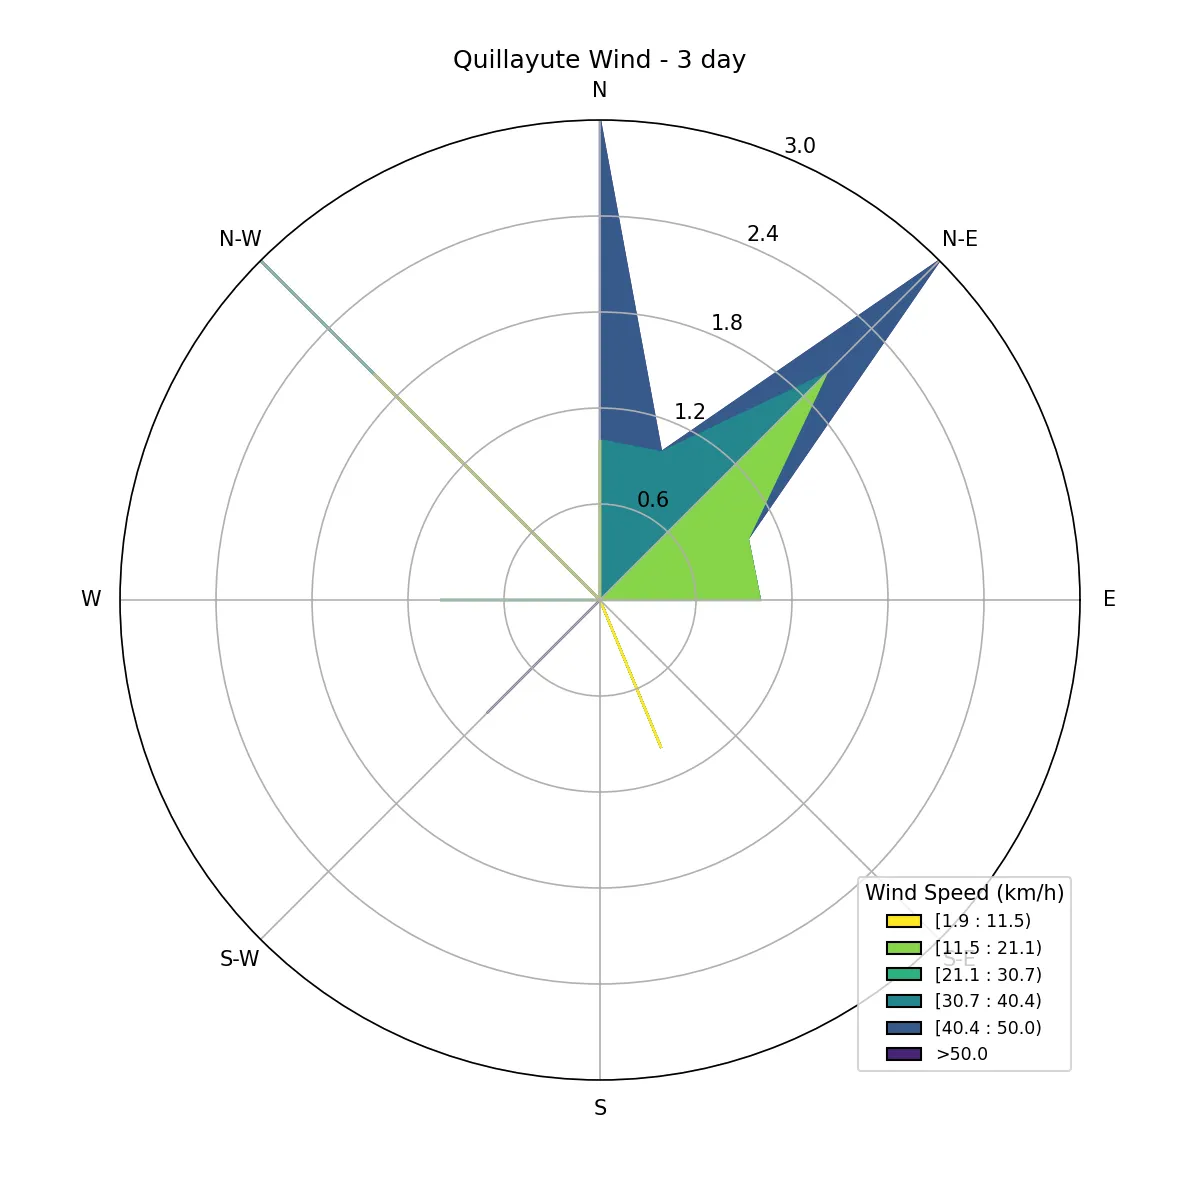 Quillayute Wind - 3 day
N
3.0
2.4
N-W
N-E
1.8
1.2
0.6
W
E
Wind Speed (km/h)
[1.9 : 11.5)
[11.5 : 21.1)
S-W
S-E
[21.1 : 30.7)
[30.7 : 40.4)
[40.4 : 50.0)
>50.0
S